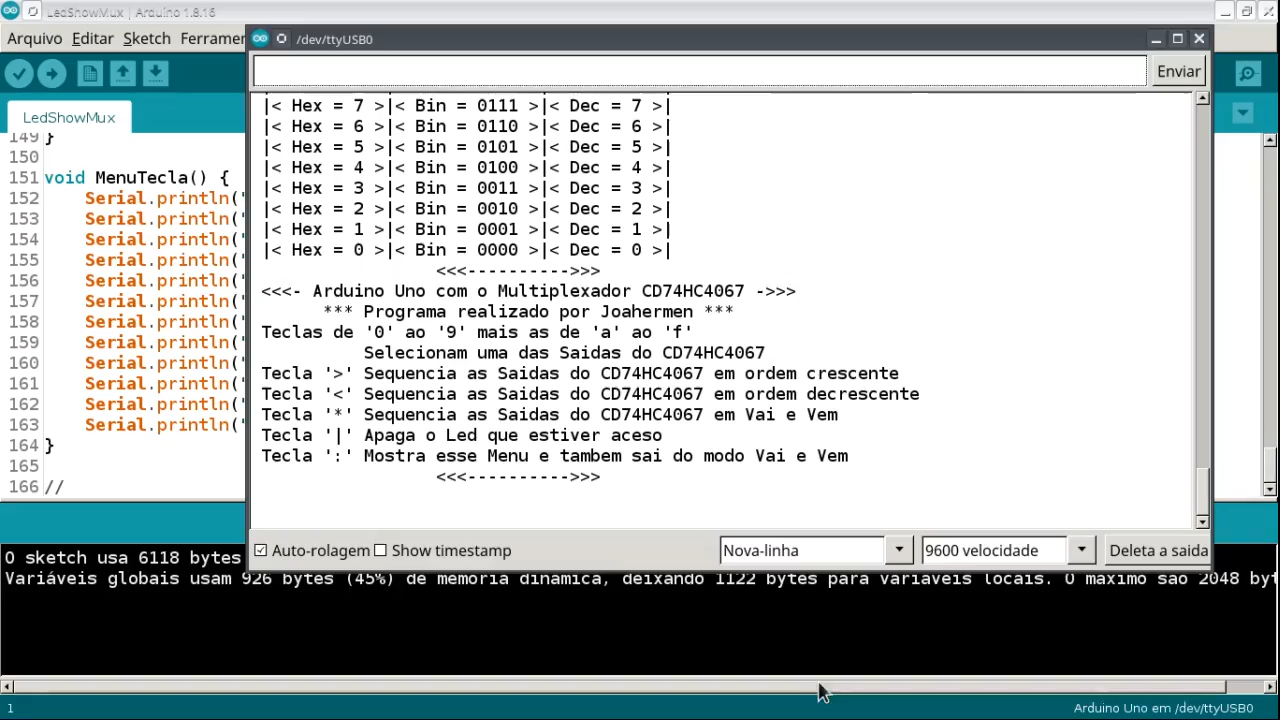 LedShowMux | Arduino 1.8.16
Arquivo Editar Sketch Ferramer
/dev/ttyUSB0
Enviar
LedShowMux
149 }
150
151 void MenuTecla() {
152 Serial.println("
153 Serial.println("
154 Serial.println("
155 Serial.println("
156 Serial.println("
157 Serial.println("
158 Serial.println("
159 Serial.println("
160 Serial.println("
161 Serial.println("
162 Serial.println("
163 Serial.println("
164 }
165
166 //
|< Hex = 7 >|< Bin = 0111 >|< Dec = 7 >|
|< Hex = 6 >|< Bin = 0110 >|< Dec = 6 >|
|< Hex = 5 >|< Bin = 0101 >|< Dec = 5 >|
|< Hex = 4 >|< Bin = 0100 >|< Dec = 4 >|
|< Hex = 3 >|< Bin = 0011 >|< Dec = 3 >|
|< Hex = 2 >|< Bin = 0010 >|< Dec = 2 >|
|< Hex = 1 >|< Bin = 0001 >|< Dec = 1 >|
|< Hex = 0 >|< Bin = 0000 >|< Dec = 0 >|
<<<---------->>>
<<<- Arduino Uno com o Multiplexador CD74HC4067 ->>>
*** Programa realizado por Joahermen ***
Teclas de '0' ao '9' mais as de 'a' ao 'f'
Selecionam uma das Saidas do CD74HC4067
Tecla '>' Sequencia as Saidas do CD74HC4067 em ordem crescente
Tecla '<' Sequencia as Saidas do CD74HC4067 em ordem decrescente
Tecla '*' Sequencia as Saidas do CD74HC4067 em Vai e Vem
Tecla '|' Apaga o Led que estiver aceso
Tecla ':' Mostra esse Menu e tambem sai do modo Vai e Vem
<<<---------->>>
Auto-rolagem Show timestamp
Nova-linha
9600 velocidade
Deleta a saida
O sketch usa 6118 bytes
Variáveis globais usam 926 bytes (45%) de memória dinâmica, deixando 1122 bytes para variáveis locais. O máximo são 2048 byt
1
Arduino Uno em /dev/ttyUSB0